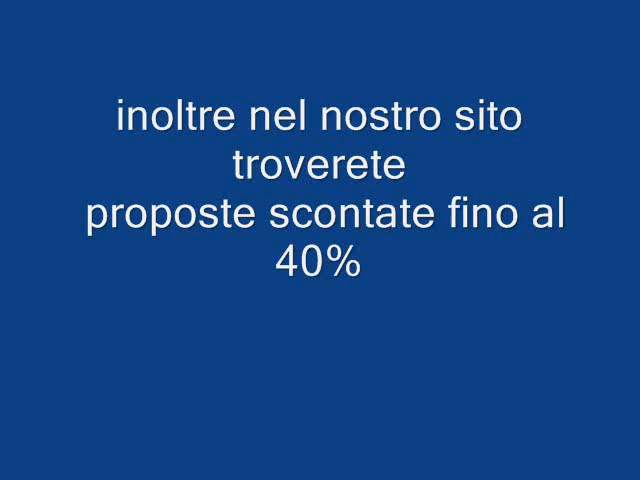 inoltre nel nostro sito
troverete
proposte scontate fino al
40%